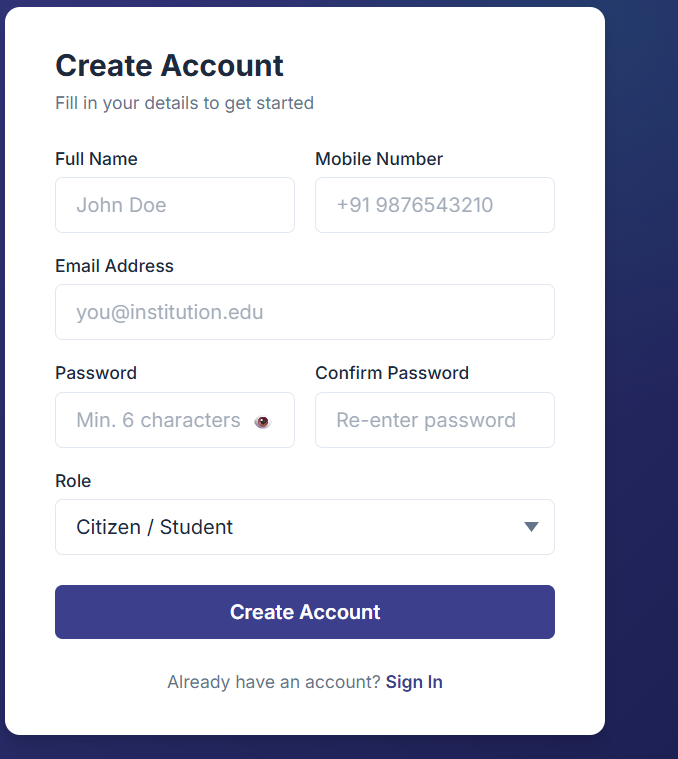 Create Account
Fill in your details to get started
Full Name Mobile Number
John Doe +91 9876543210
Email Address
you@institution.edu
Password Confirm Password
Min. 6 characters Re-enter password
Role
Citizen / Student
Create Account
Already have an account? Sign In